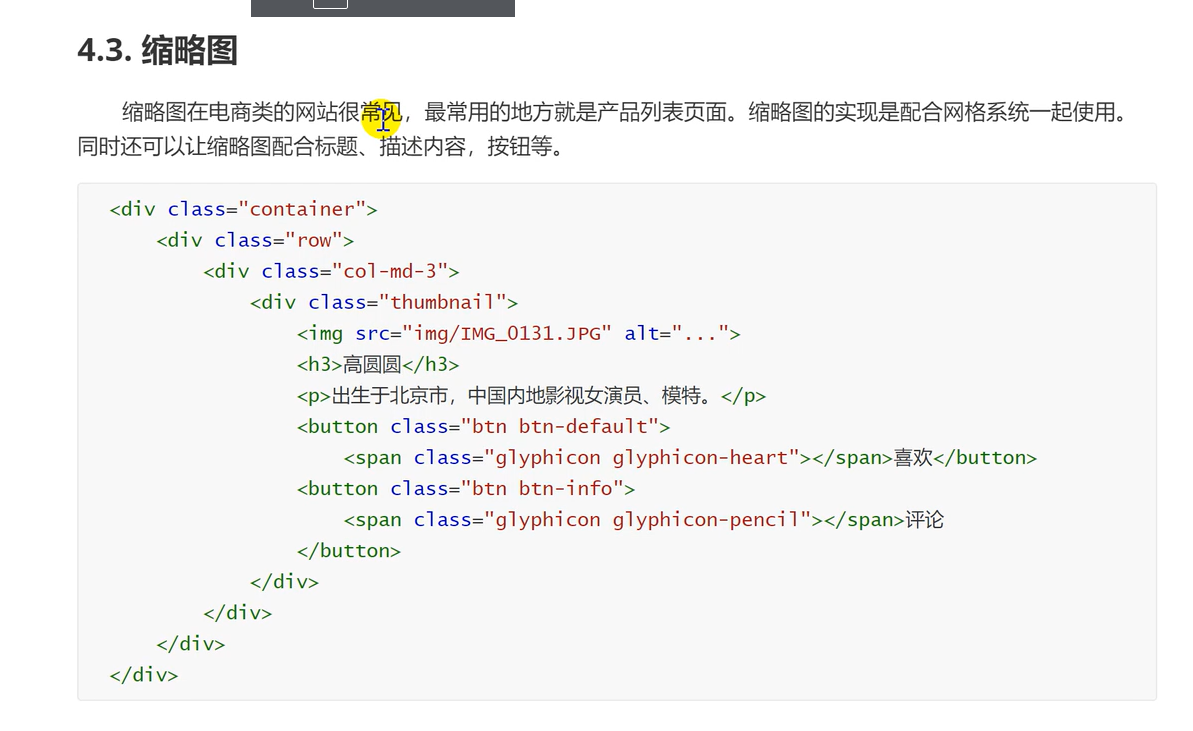 4.3. 缩略图
缩略图在电商类的网站很常见，最常用的地方就是产品列表页面。缩略图的实现是配合网格系统一起使用。
同时还可以让缩略图配合标题、描述内容，按钮等。
<div class="container">
    <div class="row">
        <div class="col-md-3">
            <div class="thumbnail">
                <img src="img/IMG_0131.JPG" alt="...">
                <h3>高圆圆</h3>
                <p>出生于北京市，中国内地影视女演员、模特。</p>
                <button class="btn btn-default">
                    <span class="glyphicon glyphicon-heart"></span>喜欢</button>
                <button class="btn btn-info">
                    <span class="glyphicon glyphicon-pencil"></span>评论
                </button>
            </div>
        </div>
    </div>
</div>